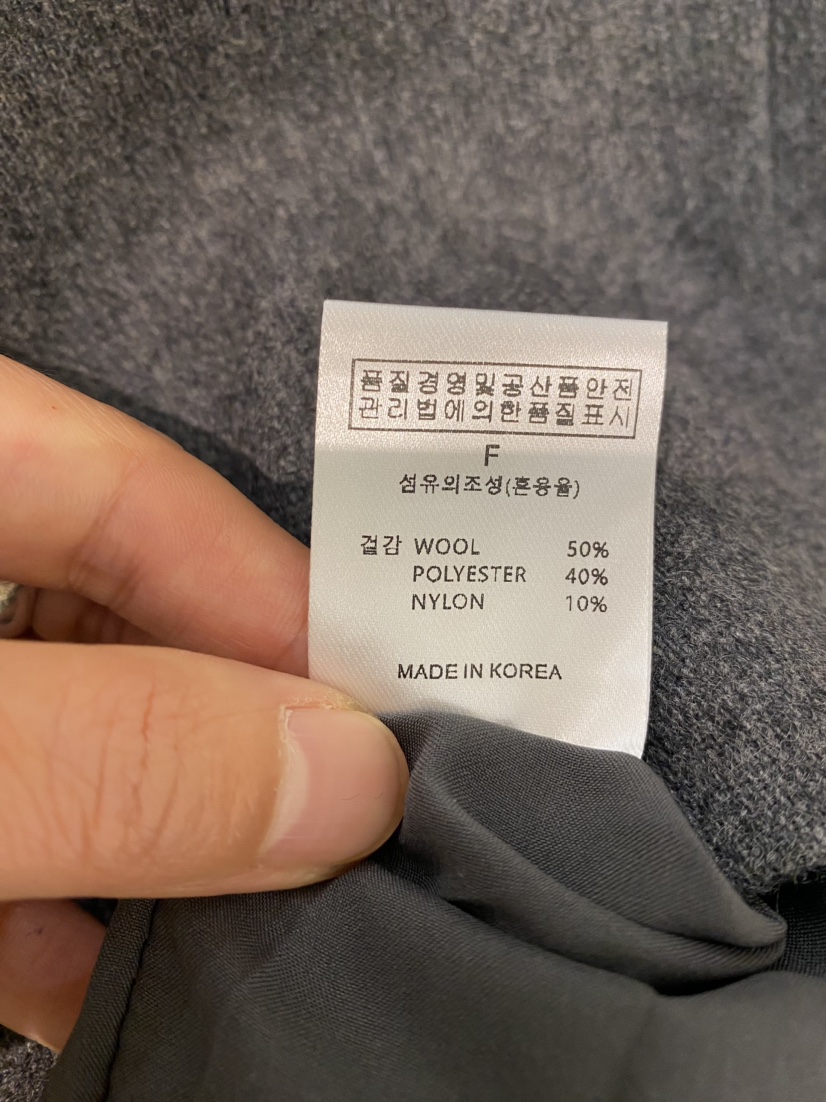 품질경영및공산품안전
관리법에의한품질표시
F
섬유의조성(혼용율)
겉감 WOOL 50%
POLYESTER 40%
NYLON 10%
MADE IN KOREA